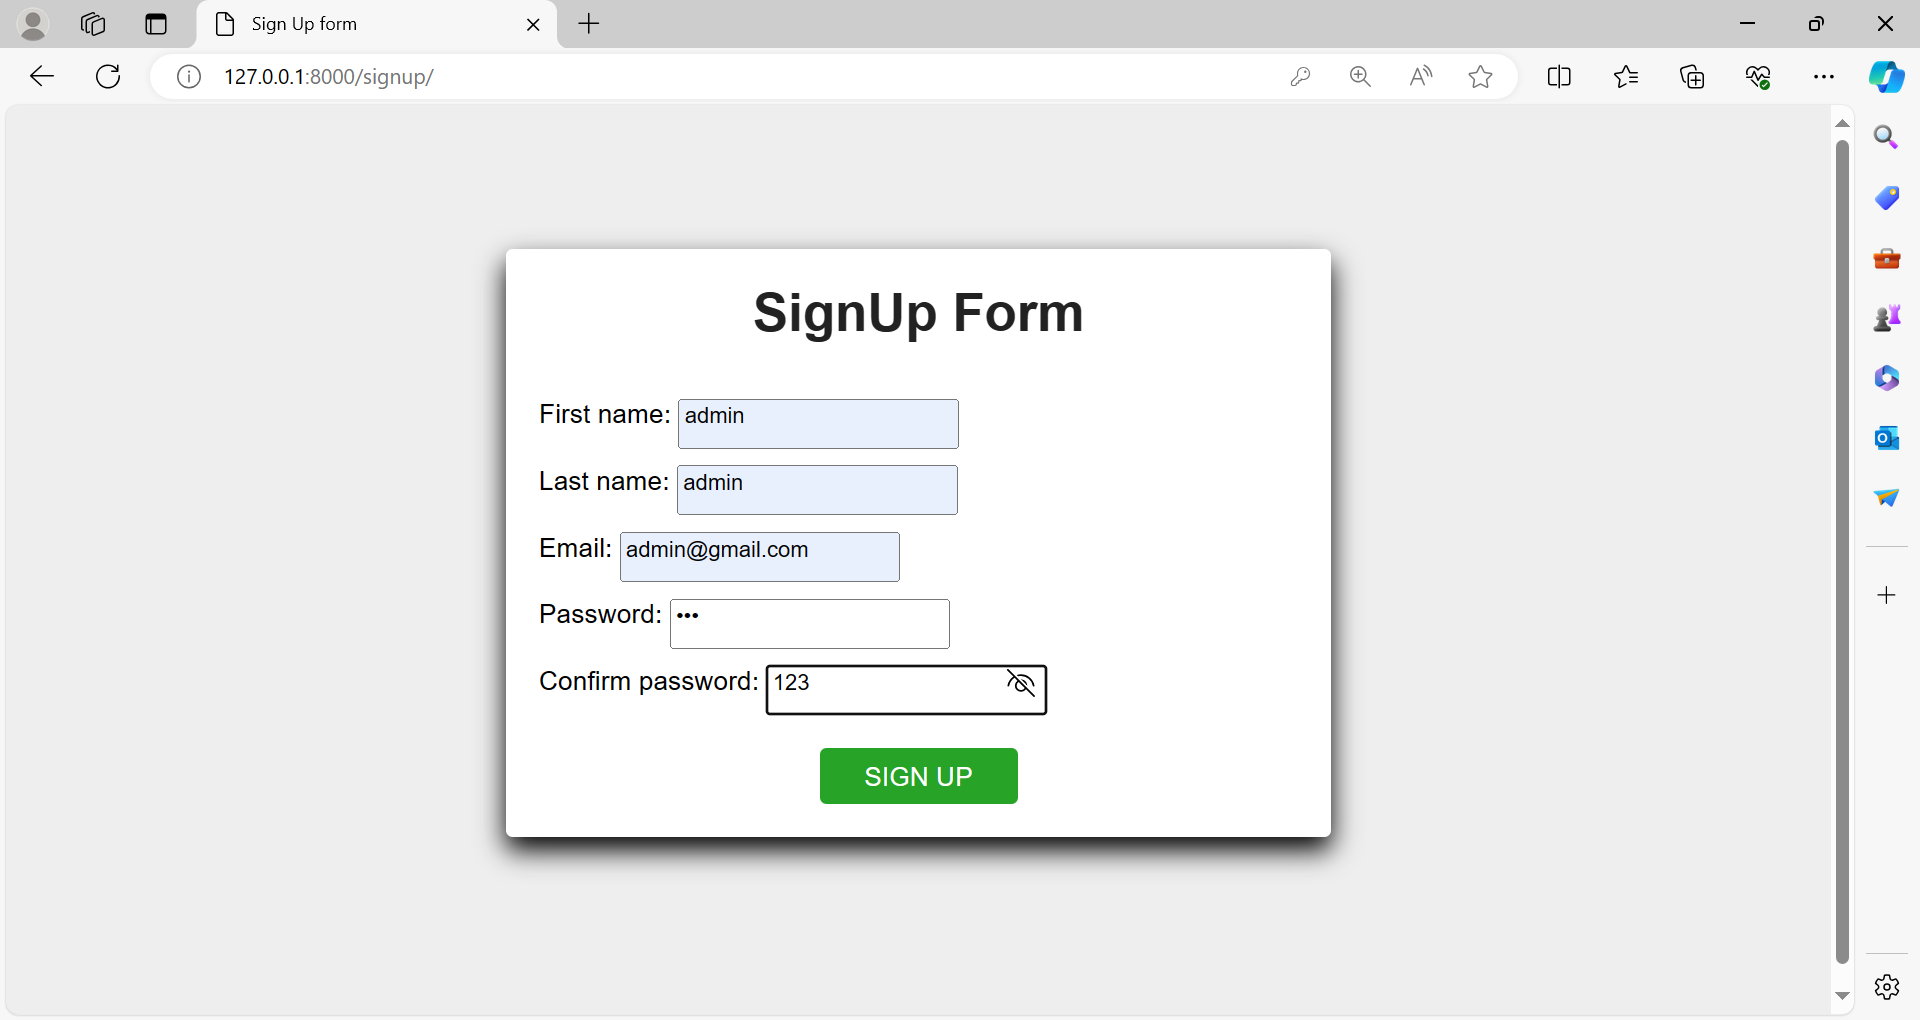 Sign Up form
127.0.0.1:8000/signup/
SignUp Form
First name: admin
Last name: admin
Email: admin@gmail.com
Password: •••
Confirm password: 123
SIGN UP